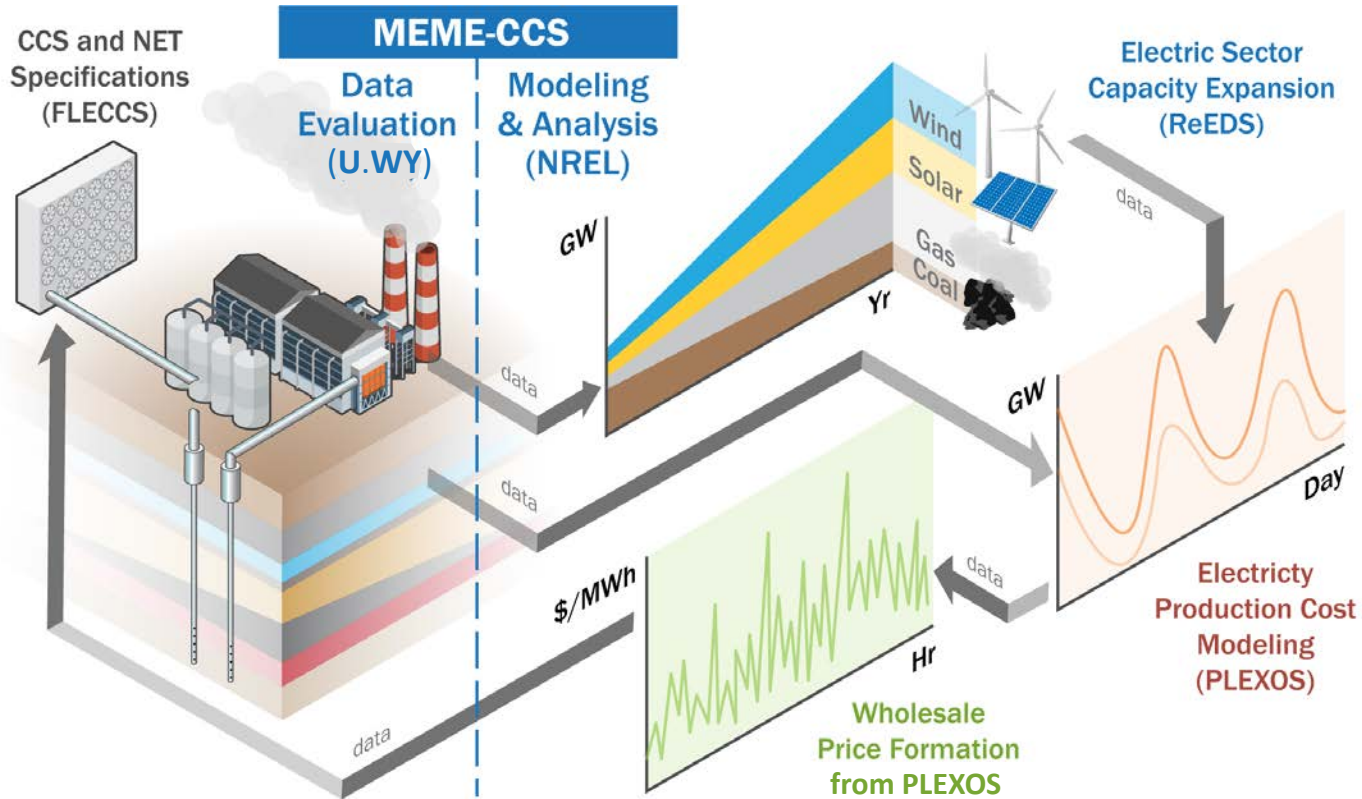 MEME-CCS
CCS and NET
Specifications
(FLECCS)
Data
Evaluation
(U.WY)
Modeling
& Analysis
(NREL)
Electric Sector
Capacity Expansion
(ReEDS)
GW
Wind
Solar
Gas
Coal
Yr
data
data
data
GW
Day
Electricty
Production Cost
Modeling
(PLEXOS)
data
$/MWh
Hr
Wholesale
Price Formation
from PLEXOS
data